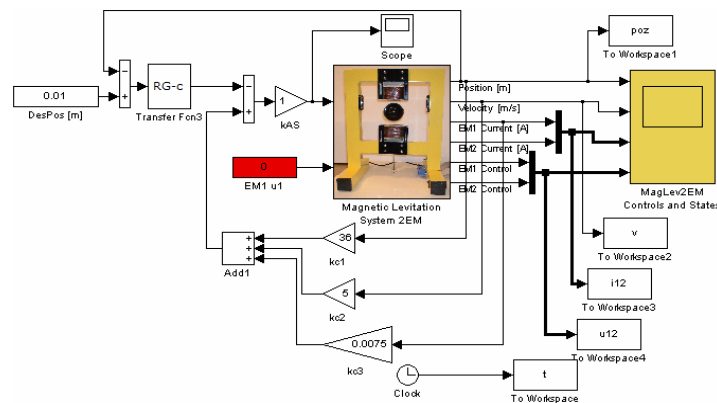 poz
To Workspace1
Scope
−
+
RG-c
Transfer Fcn3
0.01
DesPos [m]
−
+
1
kAS
Position [m]
Velocity [m/s]
EM1 Current [A]
EM2 Current [A]
EM1 Control
EM2 Control
0
EM1 u1
Magnetic Levitation
System 2EM
MagLev2EM
Controls and States
v
To Workspace2
+
+
+
Add1
36
kc1
5
kc2
0.0075
kc3
i12
To Workspace3
u12
To Workspace4
Clock
t
To Workspace